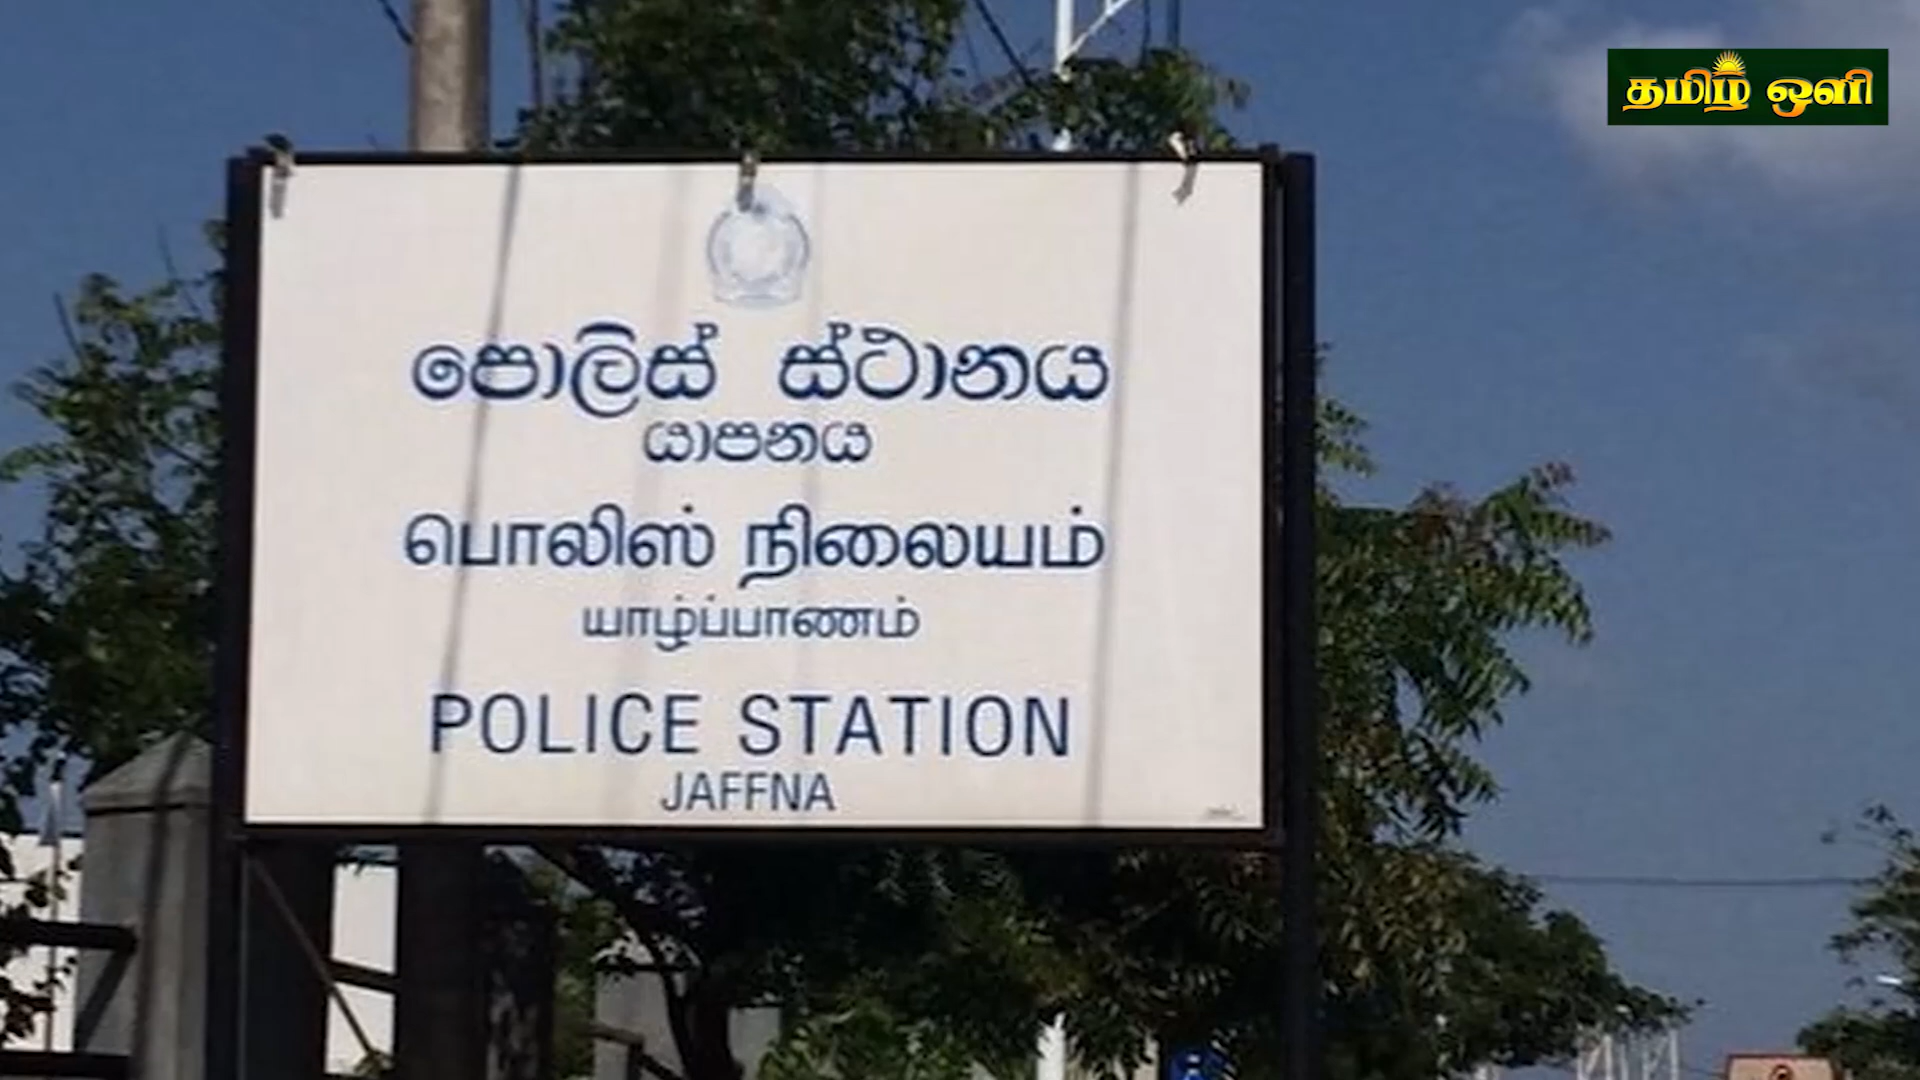 தமிழ் ஒளி
පොලිස් ස්ථානය
යාපනය
பொலிஸ் நிலையம்
யாழ்ப்பாணம்
POLICE STATION
JAFFNA